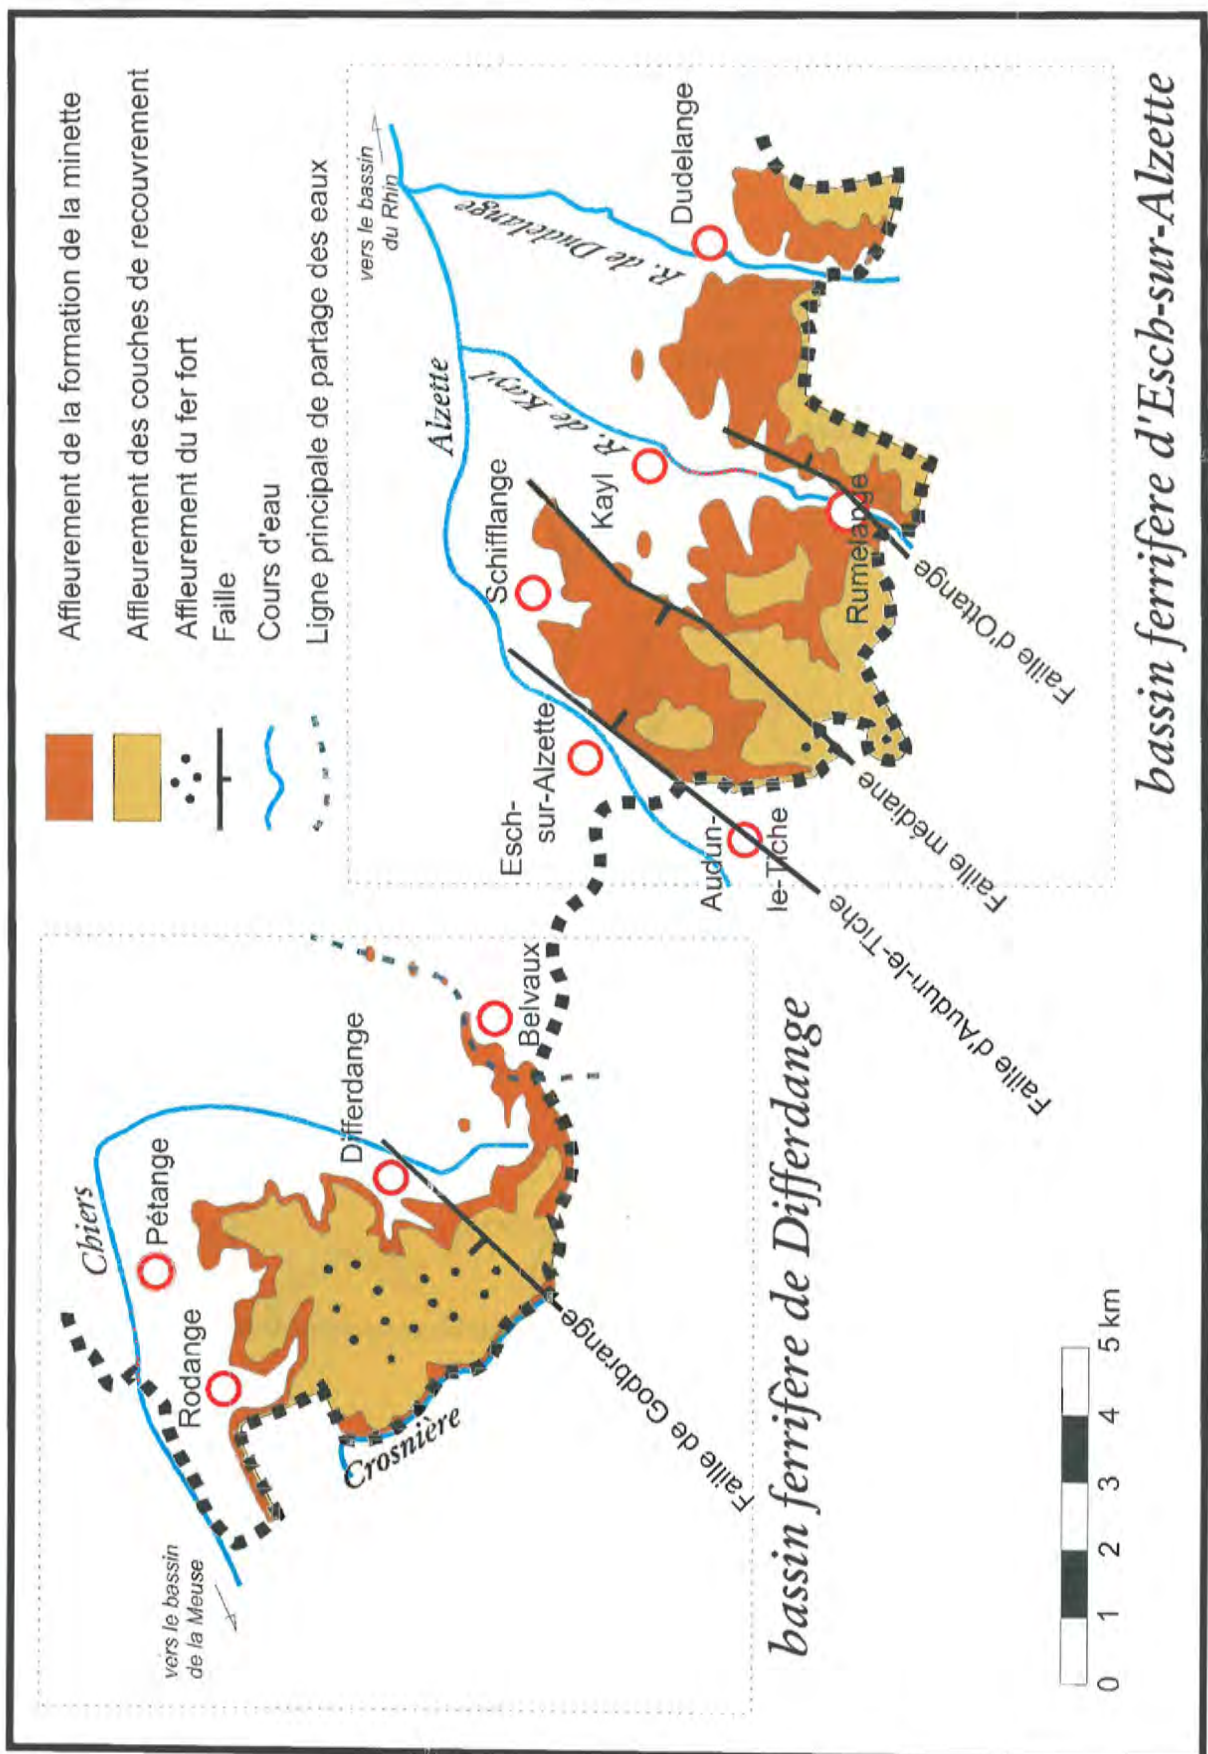 Affleurement de la formation de la minette
Affleurement des couches de recouvrement
Affleurement du fer fort
Faille
Cours d'eau
Ligne principale de partage des eaux
vers le bassin
de la Meuse
Chiers
Pétange
Rodange
Differdange
Belvaux
Crosnière
Faille de Goodbrange
bassin ferrifère de Differdange
vers le bassin
du Rhin
Alzette
R. de Dudelange
Dudelange
R. de Kayl
Kayl
Schifflange
Esch-
sur-Alzette
Audun-
le-Tiche
Rumelange
Faille d'Ottange
Faille médiane
Faille d'Audun-le-Tiche
bassin ferrifère d'Esch-sur-Alzette
0 1 2 3 4 5 km